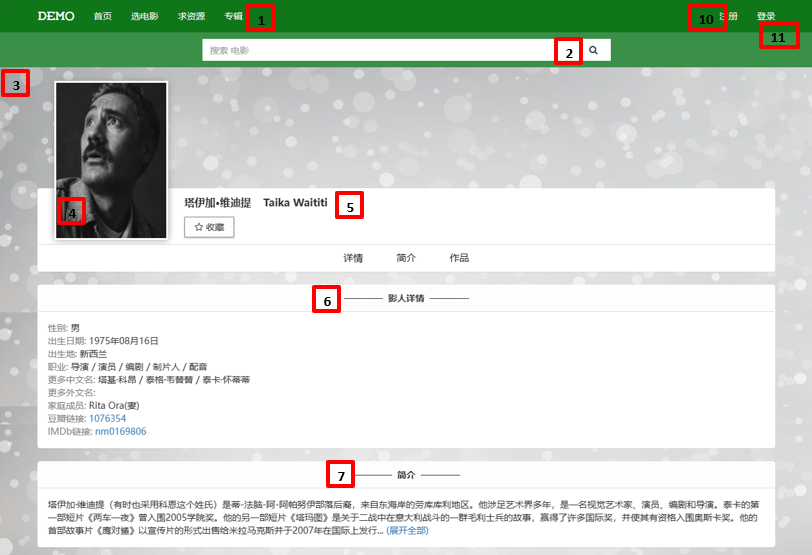 DEMO 首页 选电影 求资源 专辑 1 10 注册 登录
11
搜索 电影 2
3
4
塔伊加•维迪提 Taika Waititi 5
☆ 收藏
详情 简介 作品
6 影人详情
性别: 男
出生日期: 1975年08月16日
出生地: 新西兰
职业: 导演 / 演员 / 编剧 / 制片人 / 配音
更多中文名: 塔基·科昂 / 泰格·韦替替 / 泰卡·怀蒂蒂
更多外文名:
家庭成员: Rita Ora(妻)
豆瓣链接: 1076354
IMDb链接: nm0169806
7 简介
塔伊加·维迪提（有时也采用科恩这个姓氏）是蒂-法脑-阿-阿帕努伊部落后裔，来自东海岸的劳库库利地区。他涉足艺术界多年，是一名视觉艺术家、演员、编剧和导演。泰卡的第
一部短片《两车一夜》曾入围2005学院奖。他的另一部短片《塔玛图》是关于二战中在意大利战斗的一群毛利士兵的故事，赢得了许多国际奖，并使其有资格入围奥斯卡奖。他的
首部故事片《鹰对鲨》以宣传片的形式出售给米拉马克斯并于2007年在国际上发行... (展开全部)